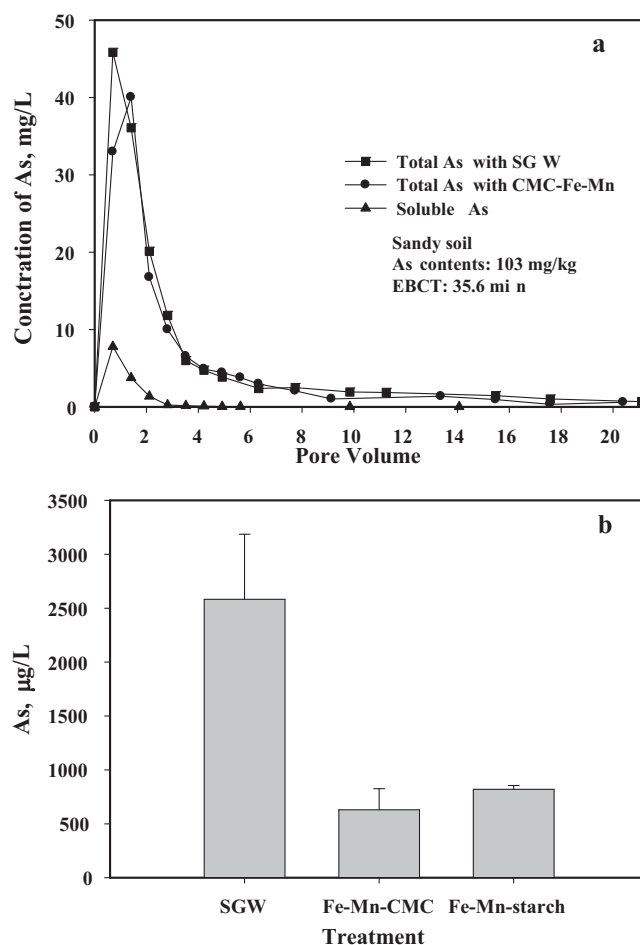 50
a
40
30
20
10
0
Conctration of As, mg/L
Total As with SG W
Total As with CMC-Fe-Mn
Soluble As
Sandy soil
As contents: 103 mg/kg
EBCT: 35.6 mi n
0 2 4 6 8 10 12 14 16 18 20
Pore Volume
3500
b
3000
2500
2000
1500
1000
500
0
As, µg/L
SGW Fe-Mn-CMC Fe-Mn-starch
Treatment